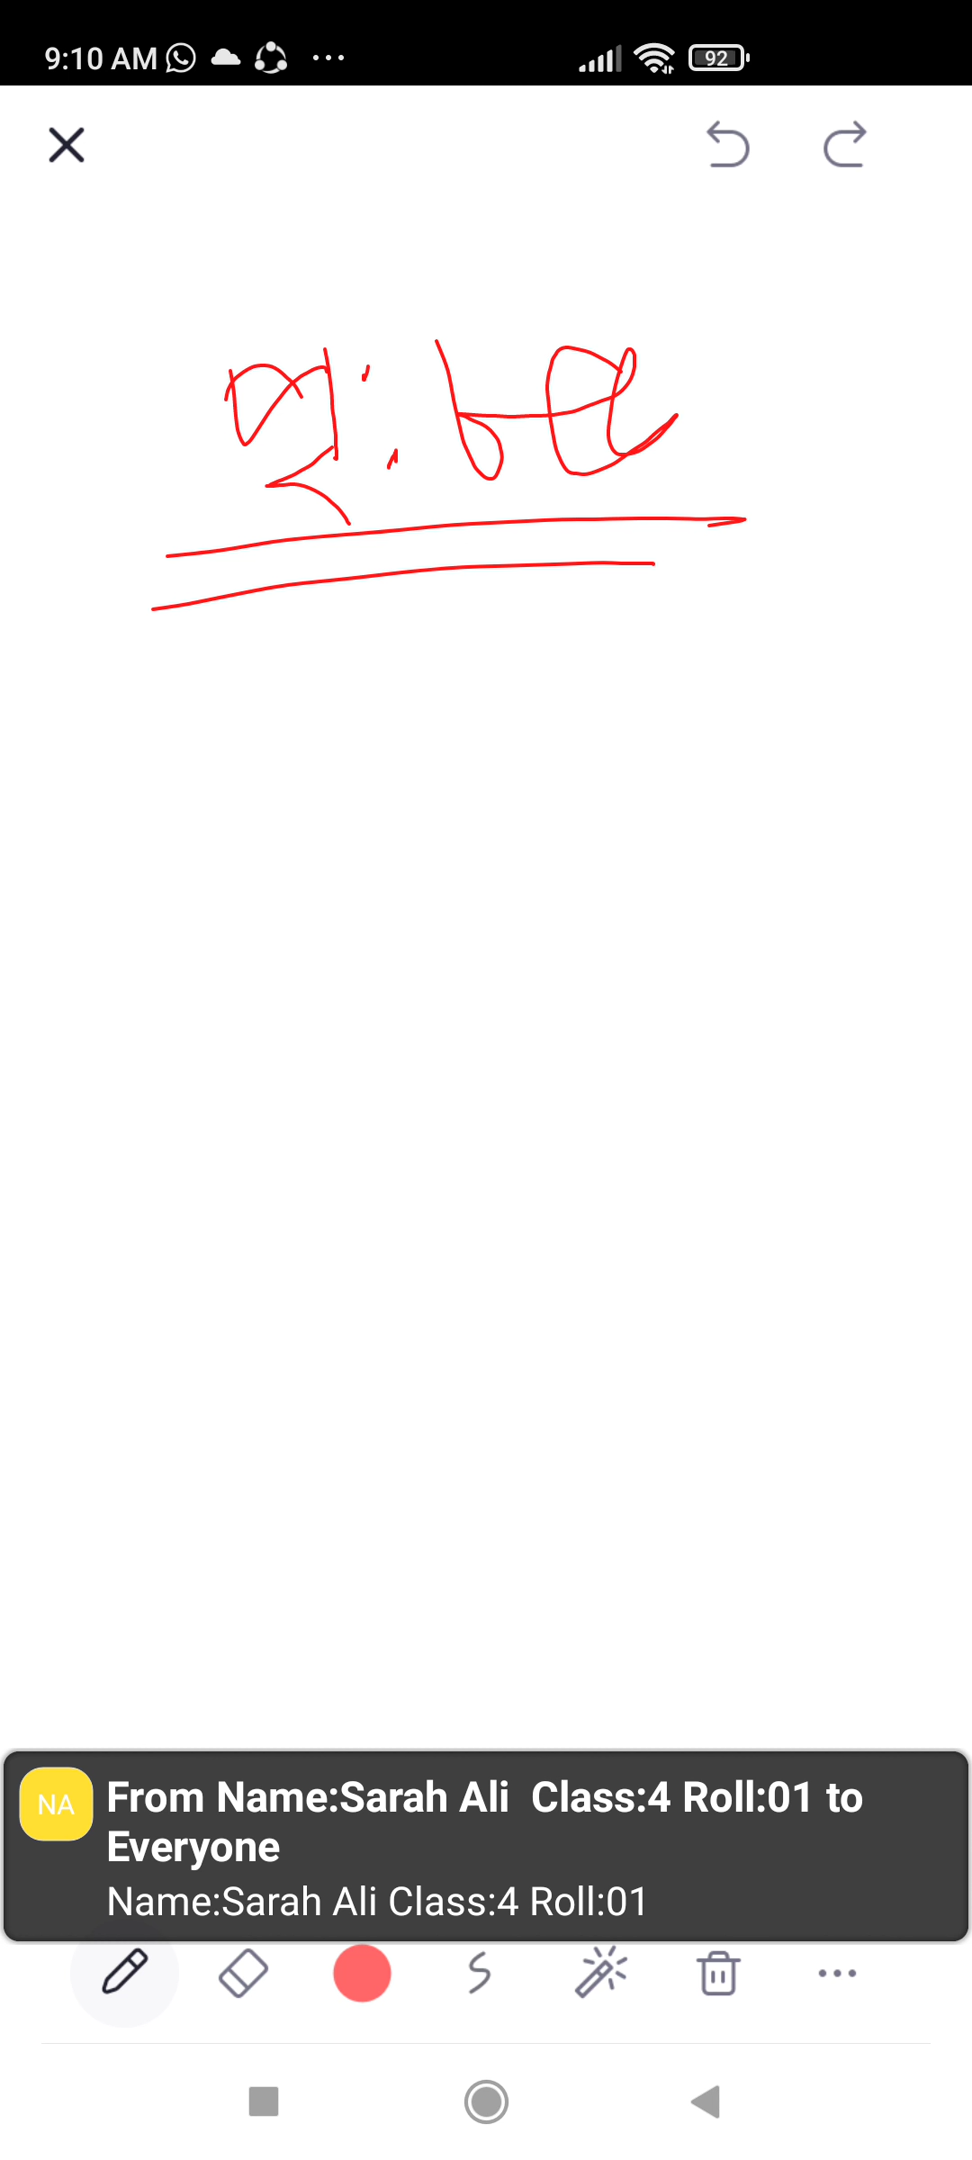 9:10 AM
92
পৃ: ৮৫
NA
From Name:Sarah Ali Class:4 Roll:01 to
Everyone
Name:Sarah Ali Class:4 Roll:01